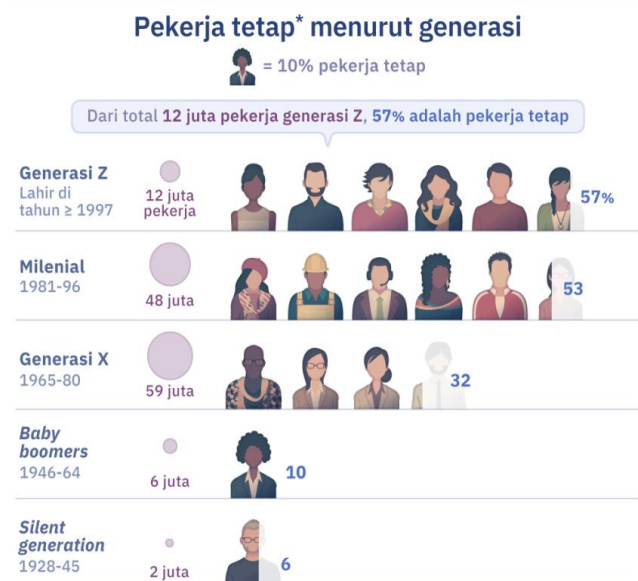 Pekerja tetap* menurut generasi
= 10% pekerja tetap
Dari total 12 juta pekerja generasi Z, 57% adalah pekerja tetap
Generasi Z
Lahir di
tahun ≥ 1997
12 juta
pekerja
57%
Milenial
1981-96
48 juta
53
Generasi X
1965-80
59 juta
32
Baby
boomers
1946-64
6 juta
10
Silent
generation
1928-45
2 juta
6